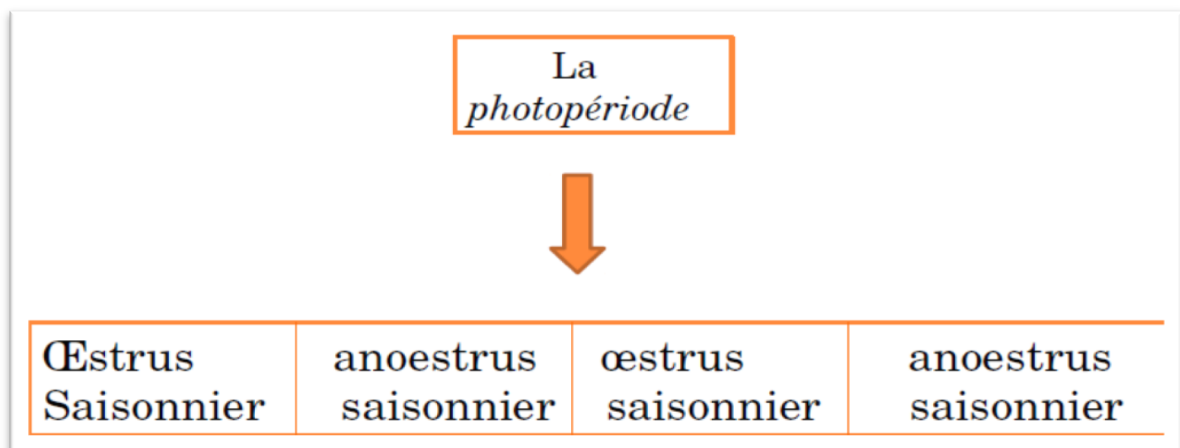 La
photopériode
Œstrus anoestrus œstrus anoestrus
Saisonnier saisonnier saisonnier saisonnier